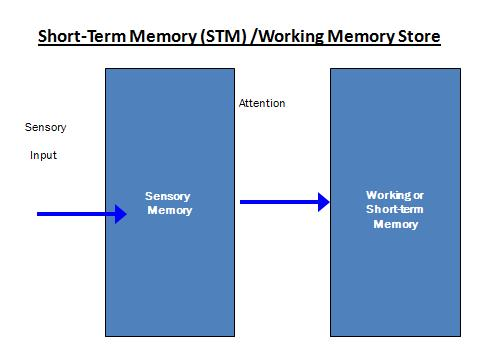 Short-Term Memory (STM) /Working Memory Store
Attention
Sensory
Input
Sensory
Memory
Working or
Short-term
Memory